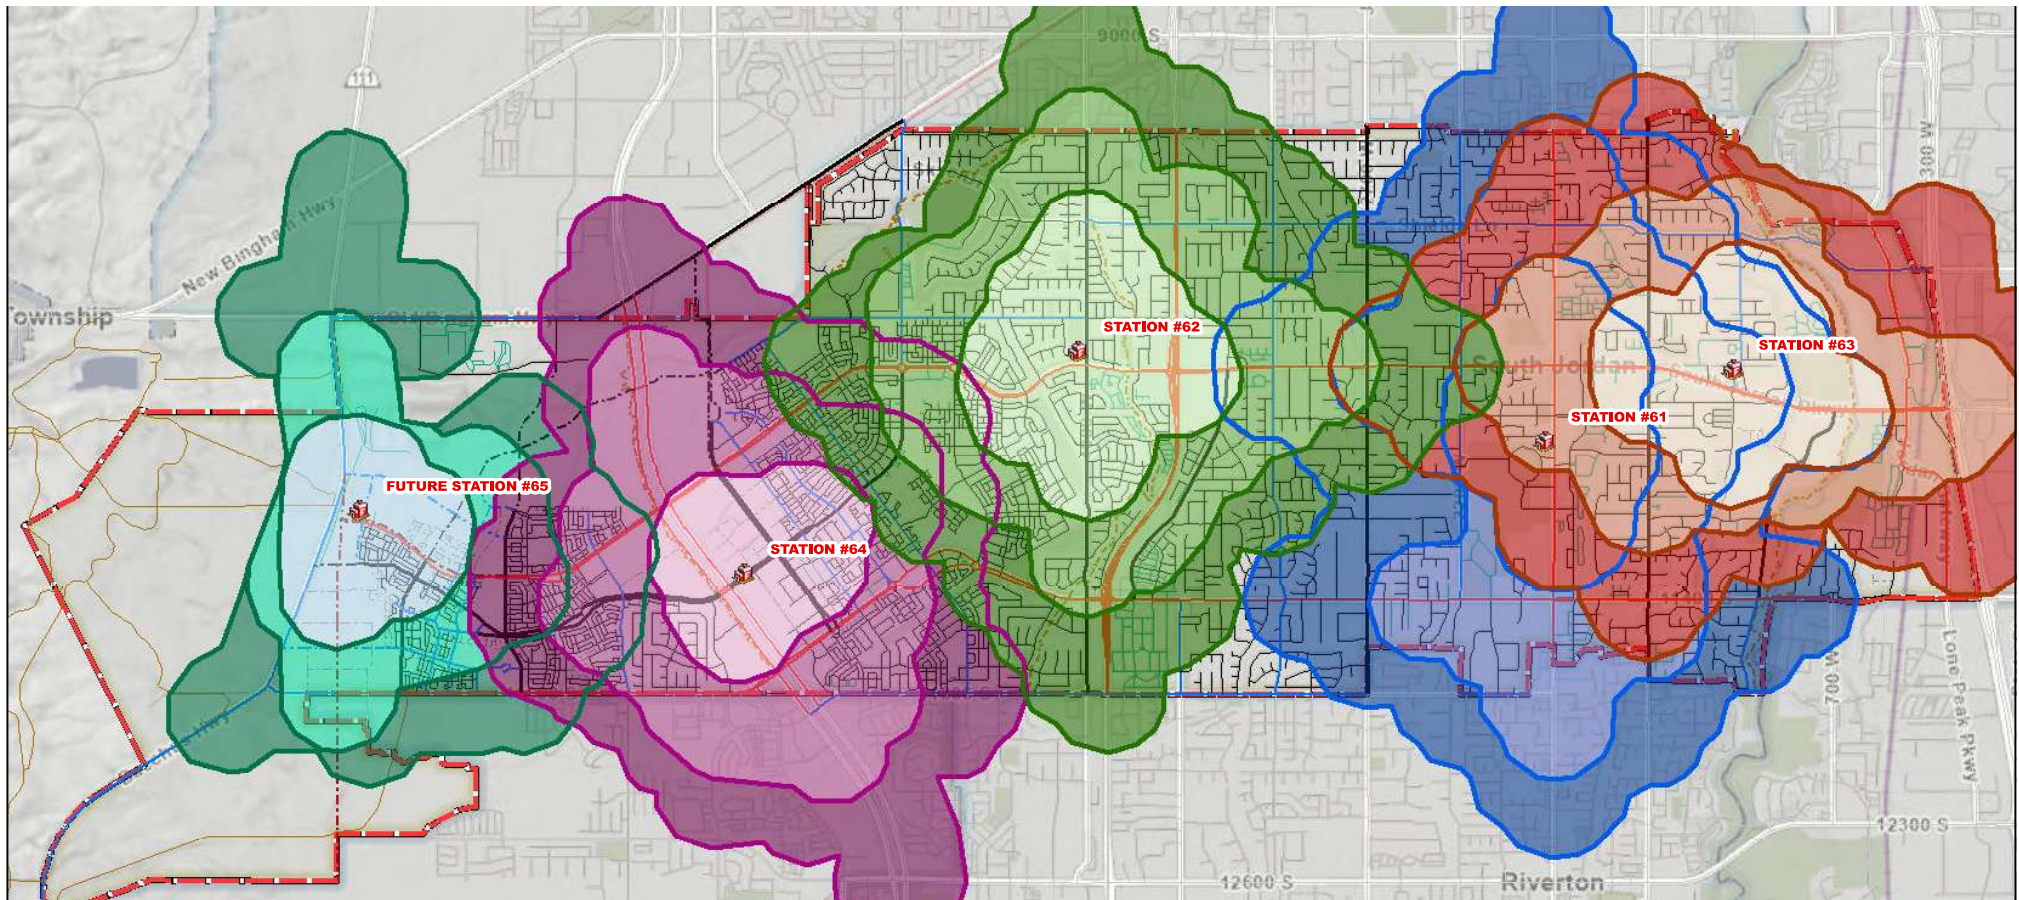 9000 S
111
300 W
New Bingham Hwy
Township
STATION #62
STATION #63
South Jordan
STATION #61
FUTURE STATION #65
STATION #64
700 W
Lone Peak Pkwy
12300 S
12600 S
Riverton